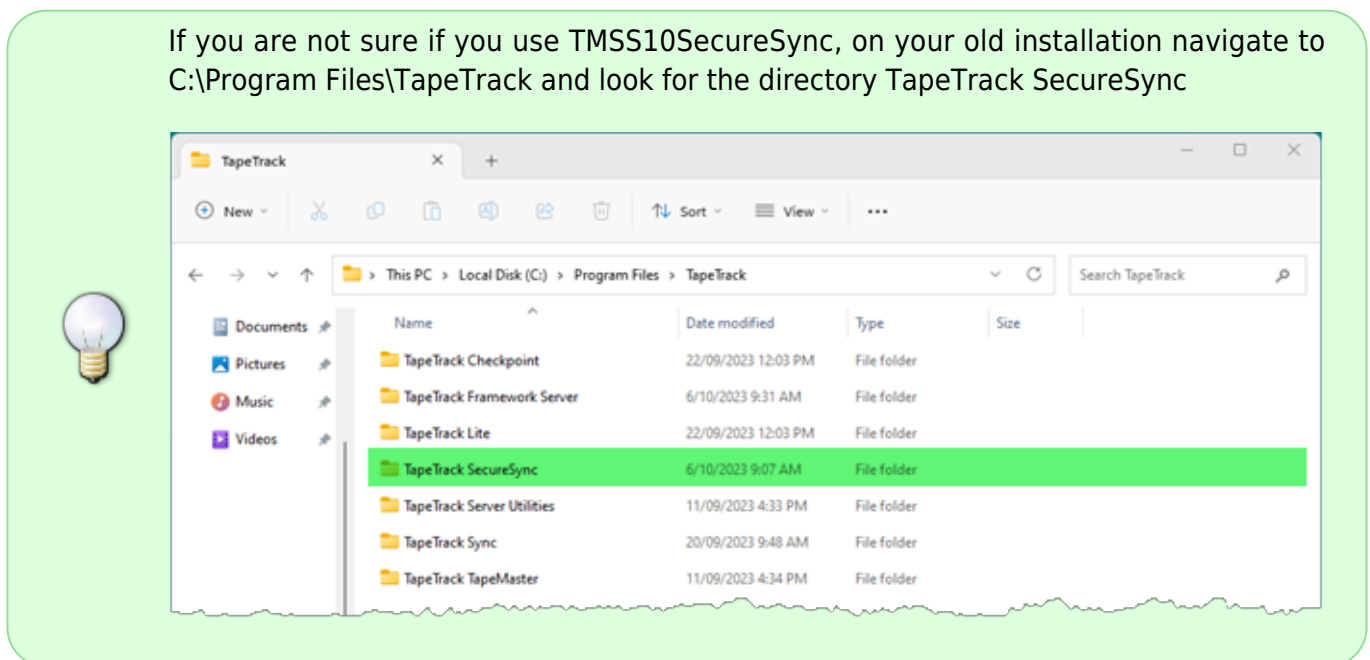 If you are not sure if you use TMSS10SecureSync, on your old installation navigate to
C:\Program Files\TapeTrack and look for the directory TapeTrack SecureSync
TapeTrack
New
Sort
View
This PC > Local Disk (C:) > Program Files > TapeTrack
Search TapeTrack
Documents
Pictures
Music
Videos
Name Date modified Type Size
TapeTrack Checkpoint 22/09/2023 12:03 PM File folder
TapeTrack Framework Server 6/10/2023 9:31 AM File folder
TapeTrack Lite 22/09/2023 12:03 PM File folder
TapeTrack SecureSync 6/10/2023 9:07 AM File folder
TapeTrack Server Utilities 11/09/2023 4:33 PM File folder
TapeTrack Sync 20/09/2023 9:48 AM File folder
TapeTrack TapeMaster 11/09/2023 4:34 PM File folder